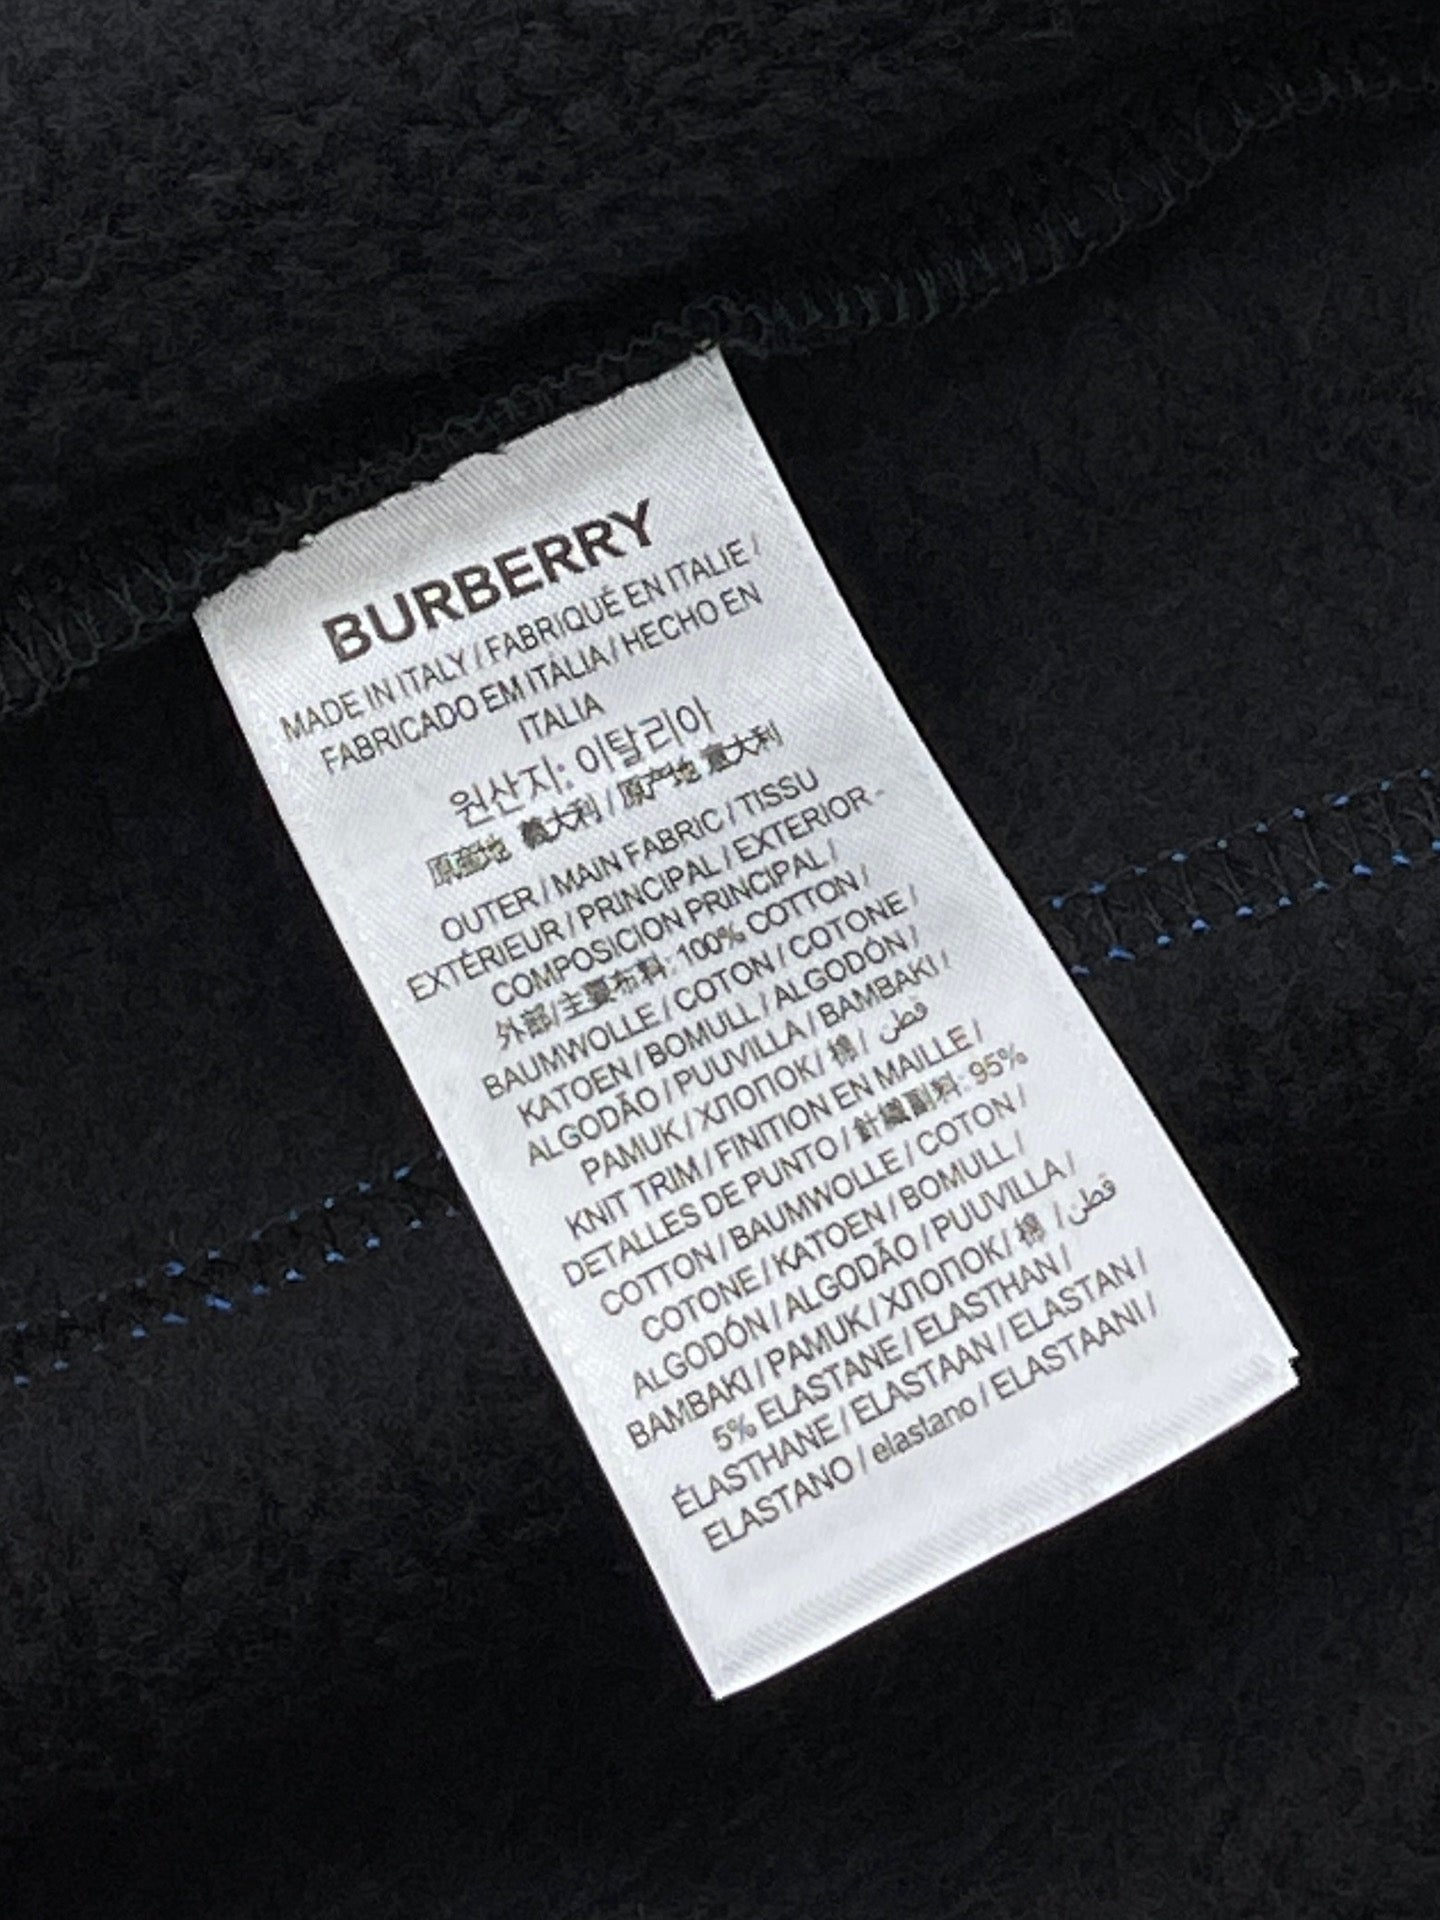 BURBERRY
MADE IN ITALY / FABRIQUÉ EN ITALIE /
FABRICADO EM ITÁLIA / HECHO EN
ITALIA
원산지: 이탈리아
原産地 義大利 / 原产地 意大利
OUTER / MAIN FABRIC / TISSU
EXTÉRIEUR / PRINCIPAL / EXTERIOR -
COMPOSICION PRINCIPAL /
外部/主要布料: 100% COTTON /
BAUMWOLLE / COTON / COTONE /
KATOEN / BOMULL / ALGODÓN /
ALGODÃO / PUUVILLA / BAMBAKI /
PAMUK / ХЛОПОК / 棉 / قطن
KNIT TRIM / FINITION EN MAILLE /
DETALLES DE PUNTO / 針織副料: 95%
COTTON / BAUMWOLLE / COTON /
COTONE / KATOEN / BOMULL /
ALGODÓN / ALGODÃO / PUUVILLA /
BAMBAKI / PAMUK / ХЛОПОК / 棉 / قطن
5% ELASTANE / ELASTHAN /
ÉLASTHANE / ELASTAAN / ELASTAN /
ELASTANO / elastano / ELASTAANI /